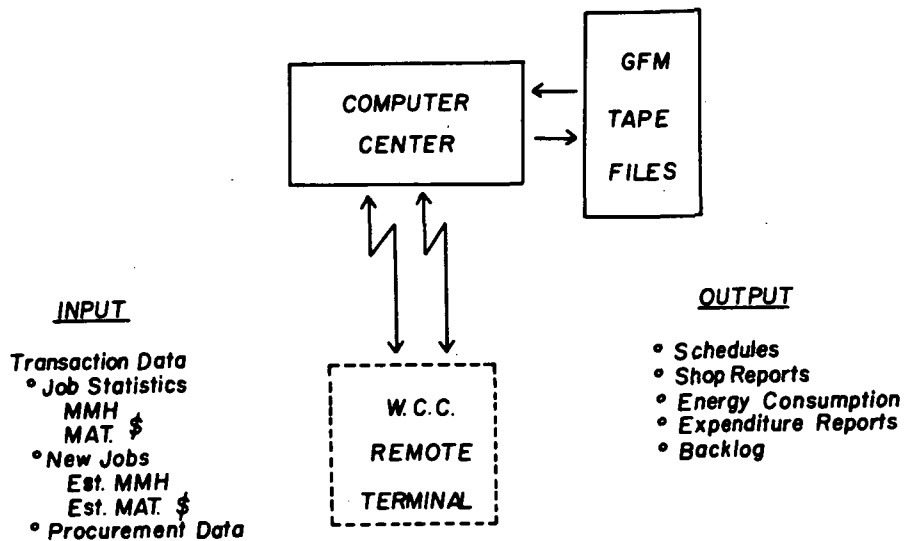 COMPUTER
CENTER
GFM
TAPE
FILES
INPUT
Transaction Data
° Job Statistics
MMH
MAT. $
° New Jobs
Est. MMH
Est. MAT. $
° Procurement Data
W.C.C.
REMOTE
TERMINAL
OUTPUT
° Schedules
° Shop Reports
° Energy Consumption
° Expenditure Reports
° Backlog